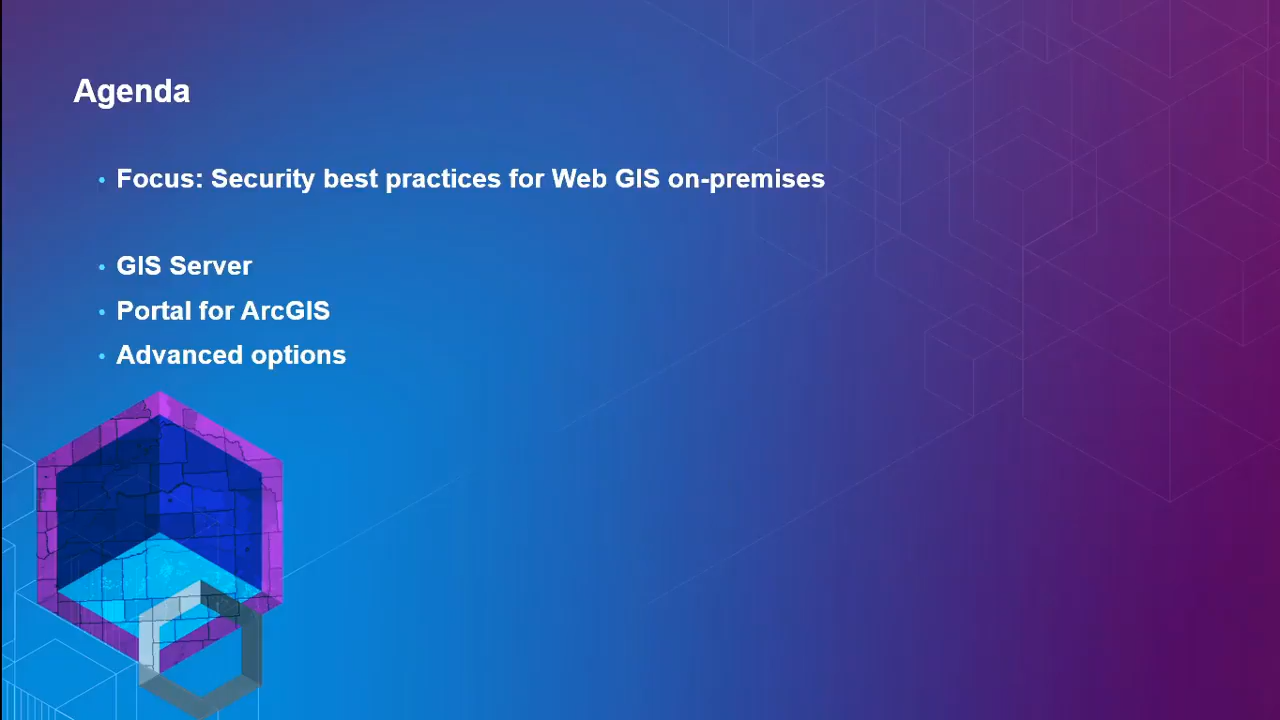 Agenda
• Focus: Security best practices for Web GIS on-premises
• GIS Server
• Portal for ArcGIS
• Advanced options